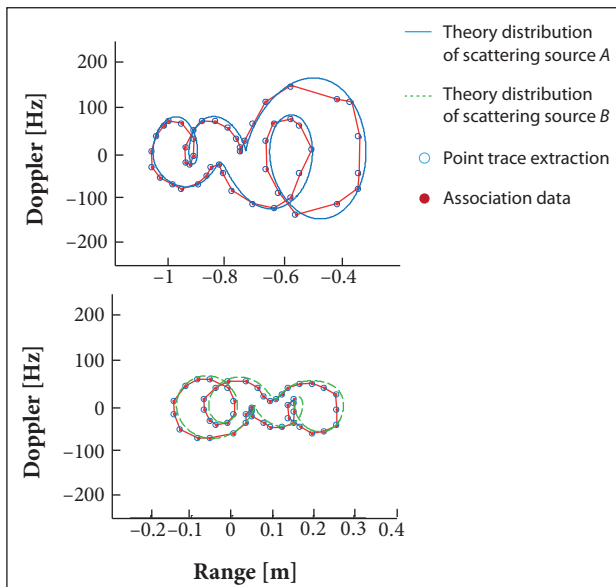 Theory distribution
of scattering source A
Theory distribution
of scattering source B
Point trace extraction
Association data
Doppler [Hz]
200
100
0
−100
−200
−1 −0.8 −0.6 −0.4
Doppler [Hz]
200
100
0
−100
−200
−0.2 −0.1 0 0.1 0.2 0.3 0.4
Range [m]